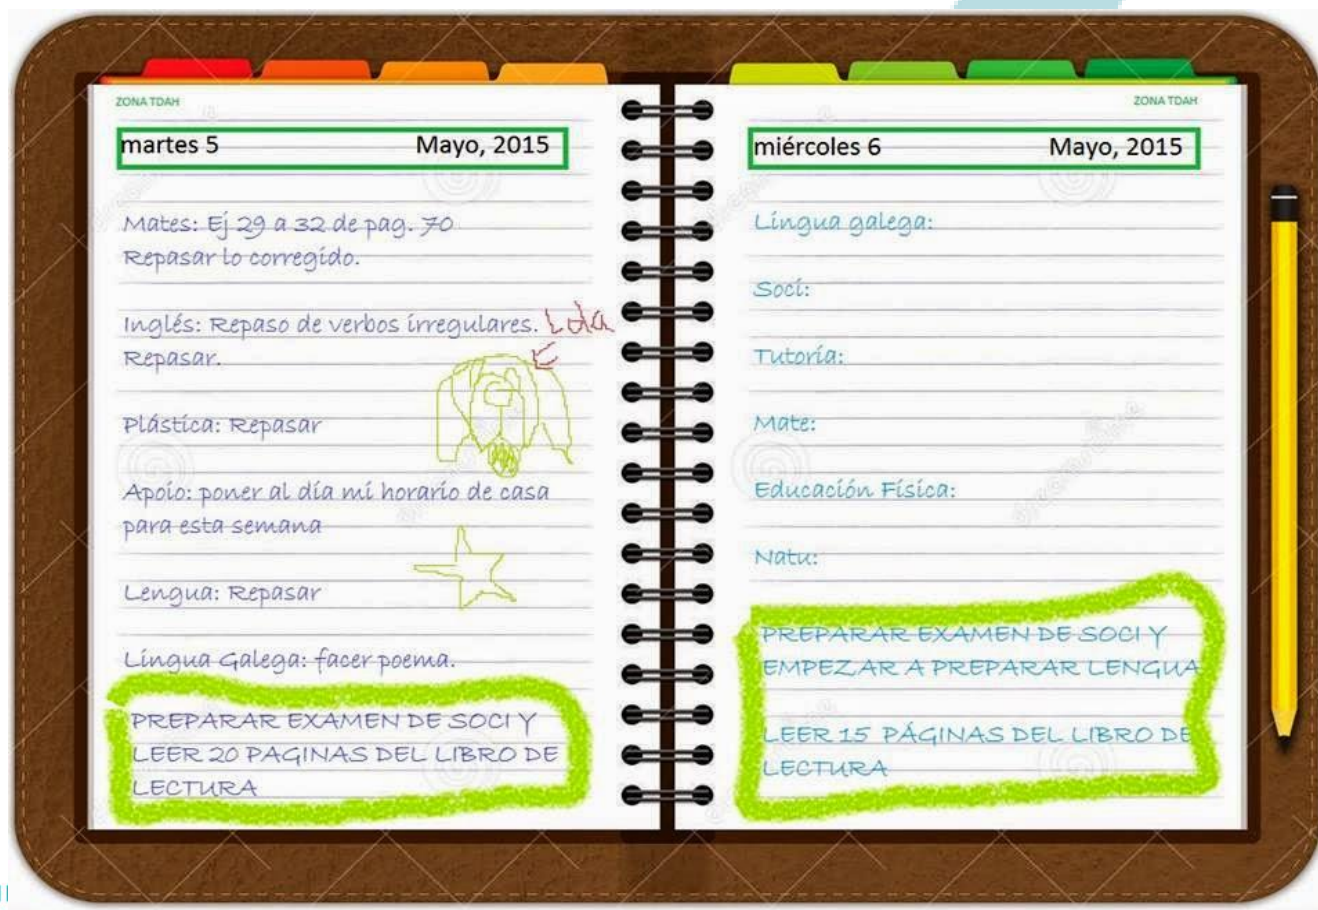 ZONA TDAH
martes 5 Mayo, 2015
Mates: Ej 29 a 32 de pag. 70
Repasar lo corregido.
Inglés: Repaso de verbos irregulares. Lola
Repasar.
Plástica: Repasar
Apoio: poner al día mi horario de casa
para esta semana
Lengua: Repasar
Lingua Galega: facer poema.
PREPARAR EXAMEN DE SOCI Y
LEER 20 PAGINAS DEL LIBRO DE
LECTURA
ZONA TDAH
miércoles 6 Mayo, 2015
Lingua galega:
Soci:
Tutoría:
Mate:
Educación Física:
Natu:
PREPARAR EXAMEN DE SOCI Y
EMPEZAR A PREPARAR LENGUA
LEER 15 PÁGINAS DEL LIBRO DE
LECTURA